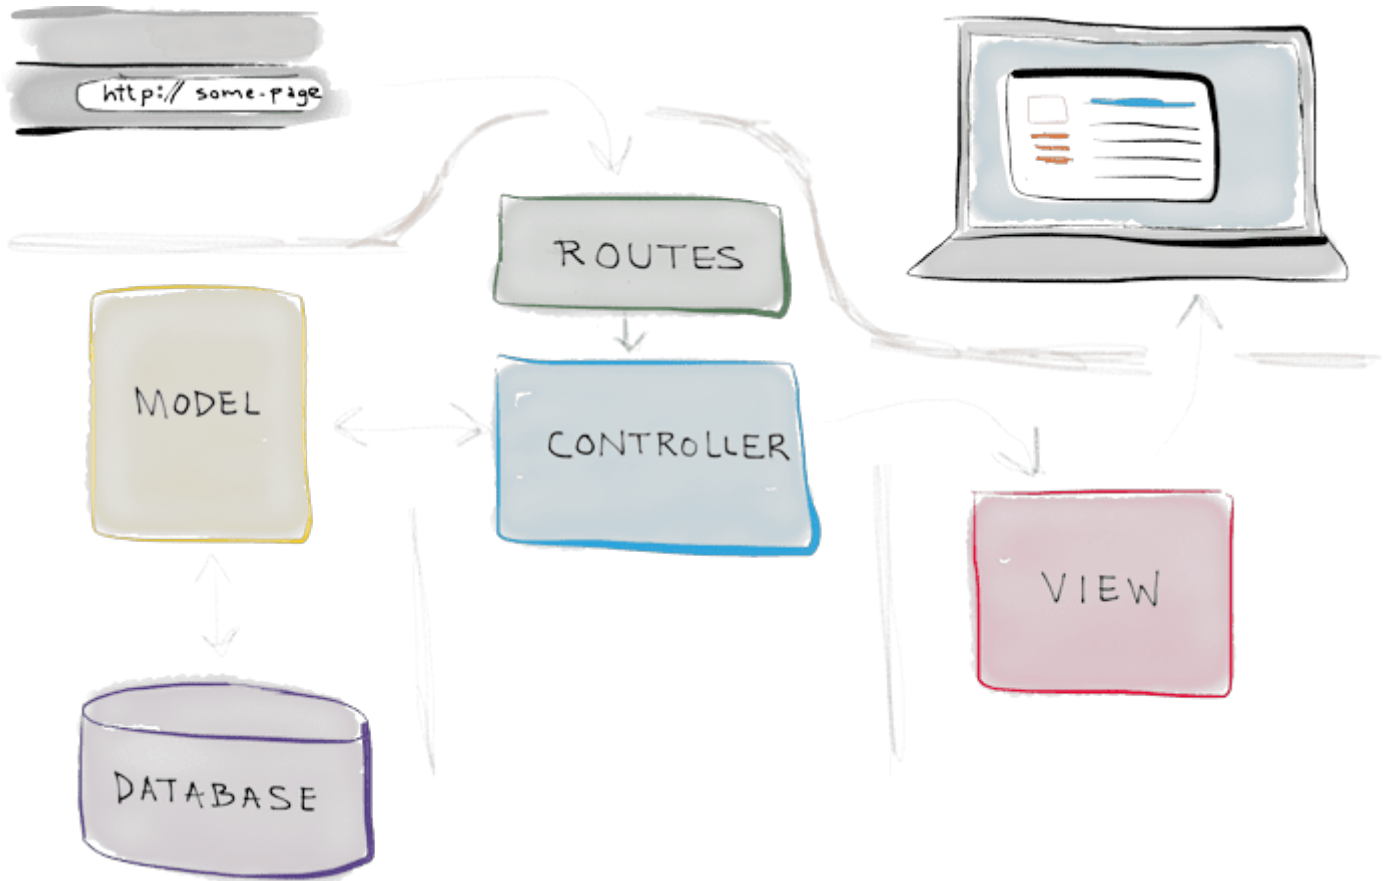 http:// some-page
ROUTES
MODEL
CONTROLLER
VIEW
DATABASE